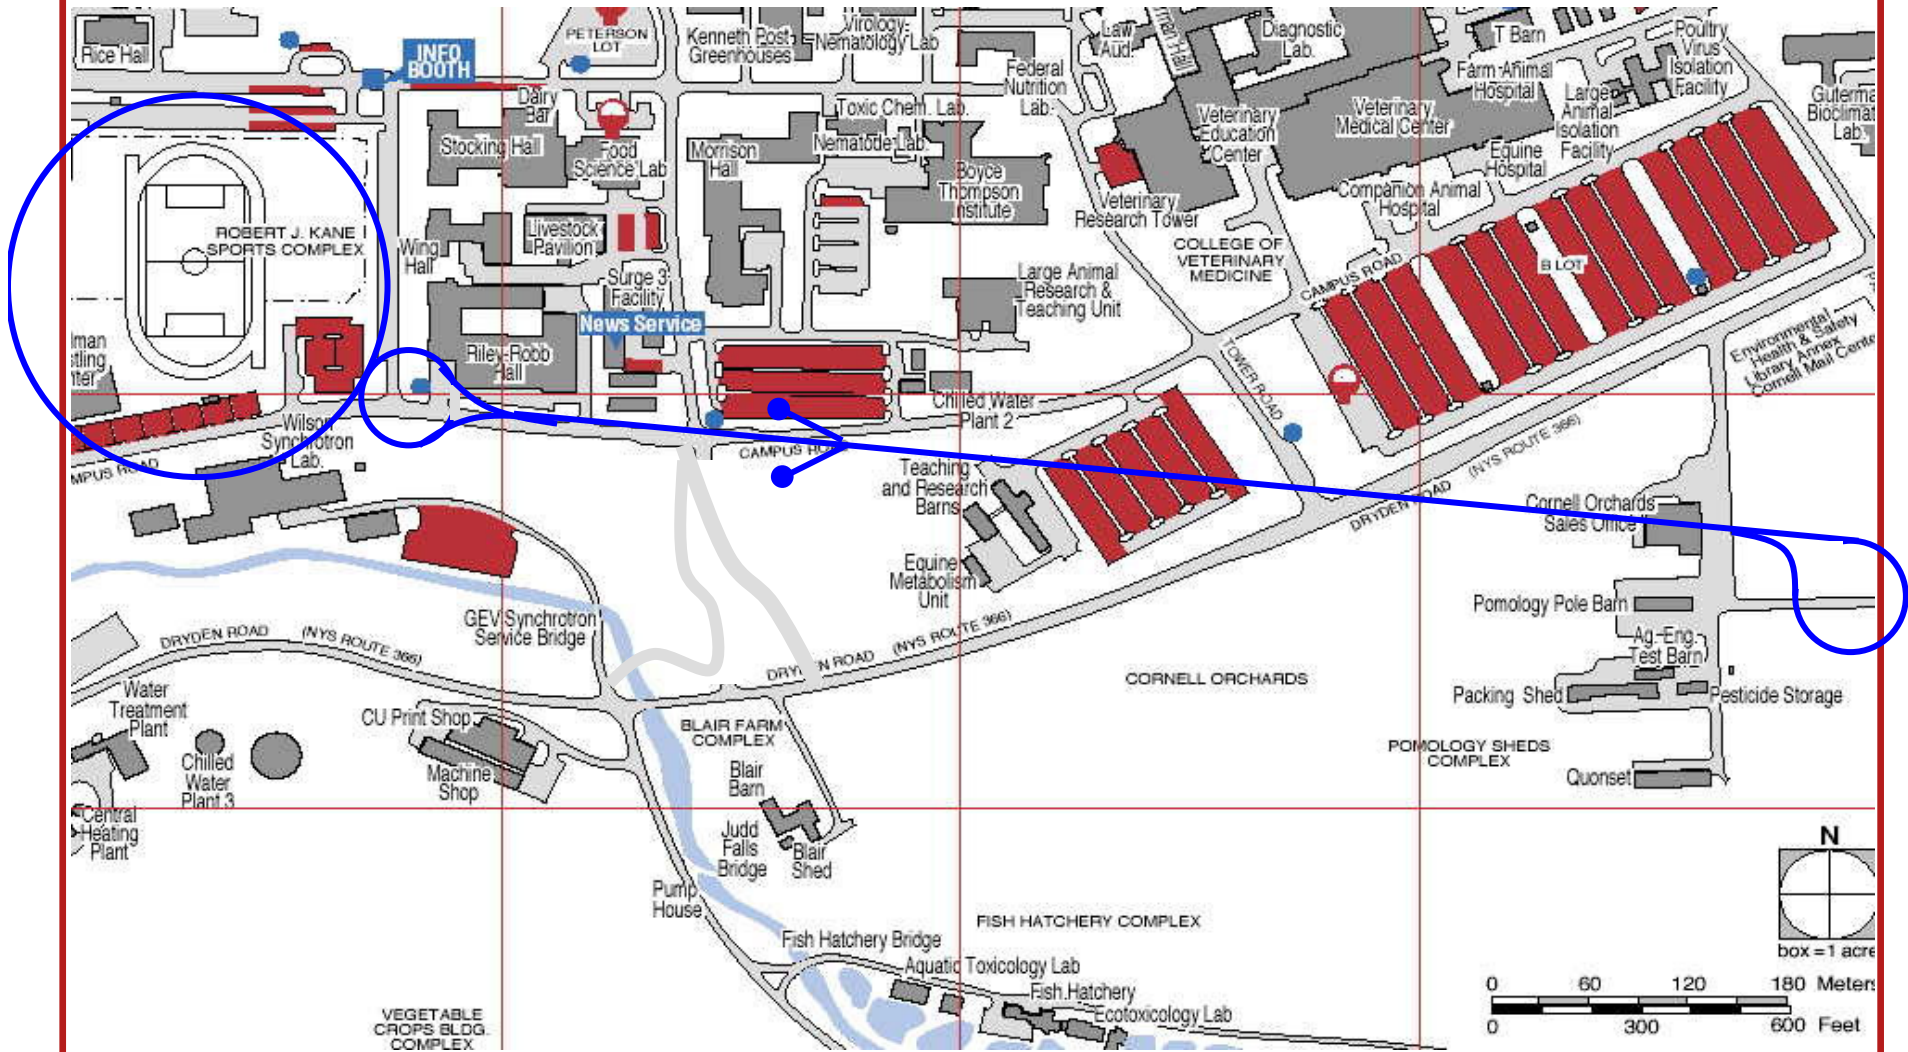 Rice Hall
INFO
BOOTH
PETERSON
LOT
Kenneth Post
Greenhouses
Virology-
Nematology Lab
Law
Aud.
Diagnostic
Lab.
T Barn
Poultry
Virus
Isolation
Facility
Federal
Nutrition
Lab.
Farm Animal
Hospital
Large
Animal
Isolation
Facility
Dairy
Bar
Toxic Chem. Lab.
Nematode Lab.
Veterinary
Education
Center
Veterinary
Medical Center
Equine
Hospital
Stocking Hall
Food
Science Lab
Morrison
Hall
Boyce
Thompson
Institute
Veterinary
Research Tower
Companion Animal
Hospital
ROBERT J. KANE
SPORTS COMPLEX
Wing
Hall
Livestock
Pavilion
COLLEGE OF
VETERINARY
MEDICINE
B LOT
CAMPUS ROAD
Surge 3
Facility
News Service
Large Animal
Research &
Teaching Unit
Environmental
Health & Safety
Library Annex
Cornell Mail Cente
lman
stling
nter
Riley-Robb
Hall
TOWER ROAD
Chilled Water
Plant 2
Wilson
Synchrotron
Lab.
MPUS ROAD
CAMPUS
Teaching
and Research
Barns
DRYDEN ROAD
(NYS ROUTE 366)
Cornell Orchards
Sales Office
Equine
Metabolism
Unit
GEV Synchrotron
Service Bridge
Pomology Pole Barn
Ag.-Eng.
Test Barn
DRYDEN ROAD
(NYS ROUTE 366)
DRYDEN ROAD
(NYS ROUTE 366)
CORNELL ORCHARDS
Packing Shed
Pesticide Storage
Water
Treatment
Plant
CU Print Shop
BLAIR FARM
COMPLEX
POMOLOGY SHEDS
COMPLEX
Chilled
Water
Plant 3
Machine
Shop
Blair
Barn
Quonset
Central
Heating
Plant
Judd
Falls
Bridge
Blair
Shed
N
box = 1 acre
Pump
House
FISH HATCHERY COMPLEX
Fish Hatchery Bridge
Aquatic Toxicology Lab
Fish Hatchery
Ecotoxicology Lab
VEGETABLE
CROPS BLDG.
COMPLEX
0 60 120 180 Meters
0 300 600 Feet